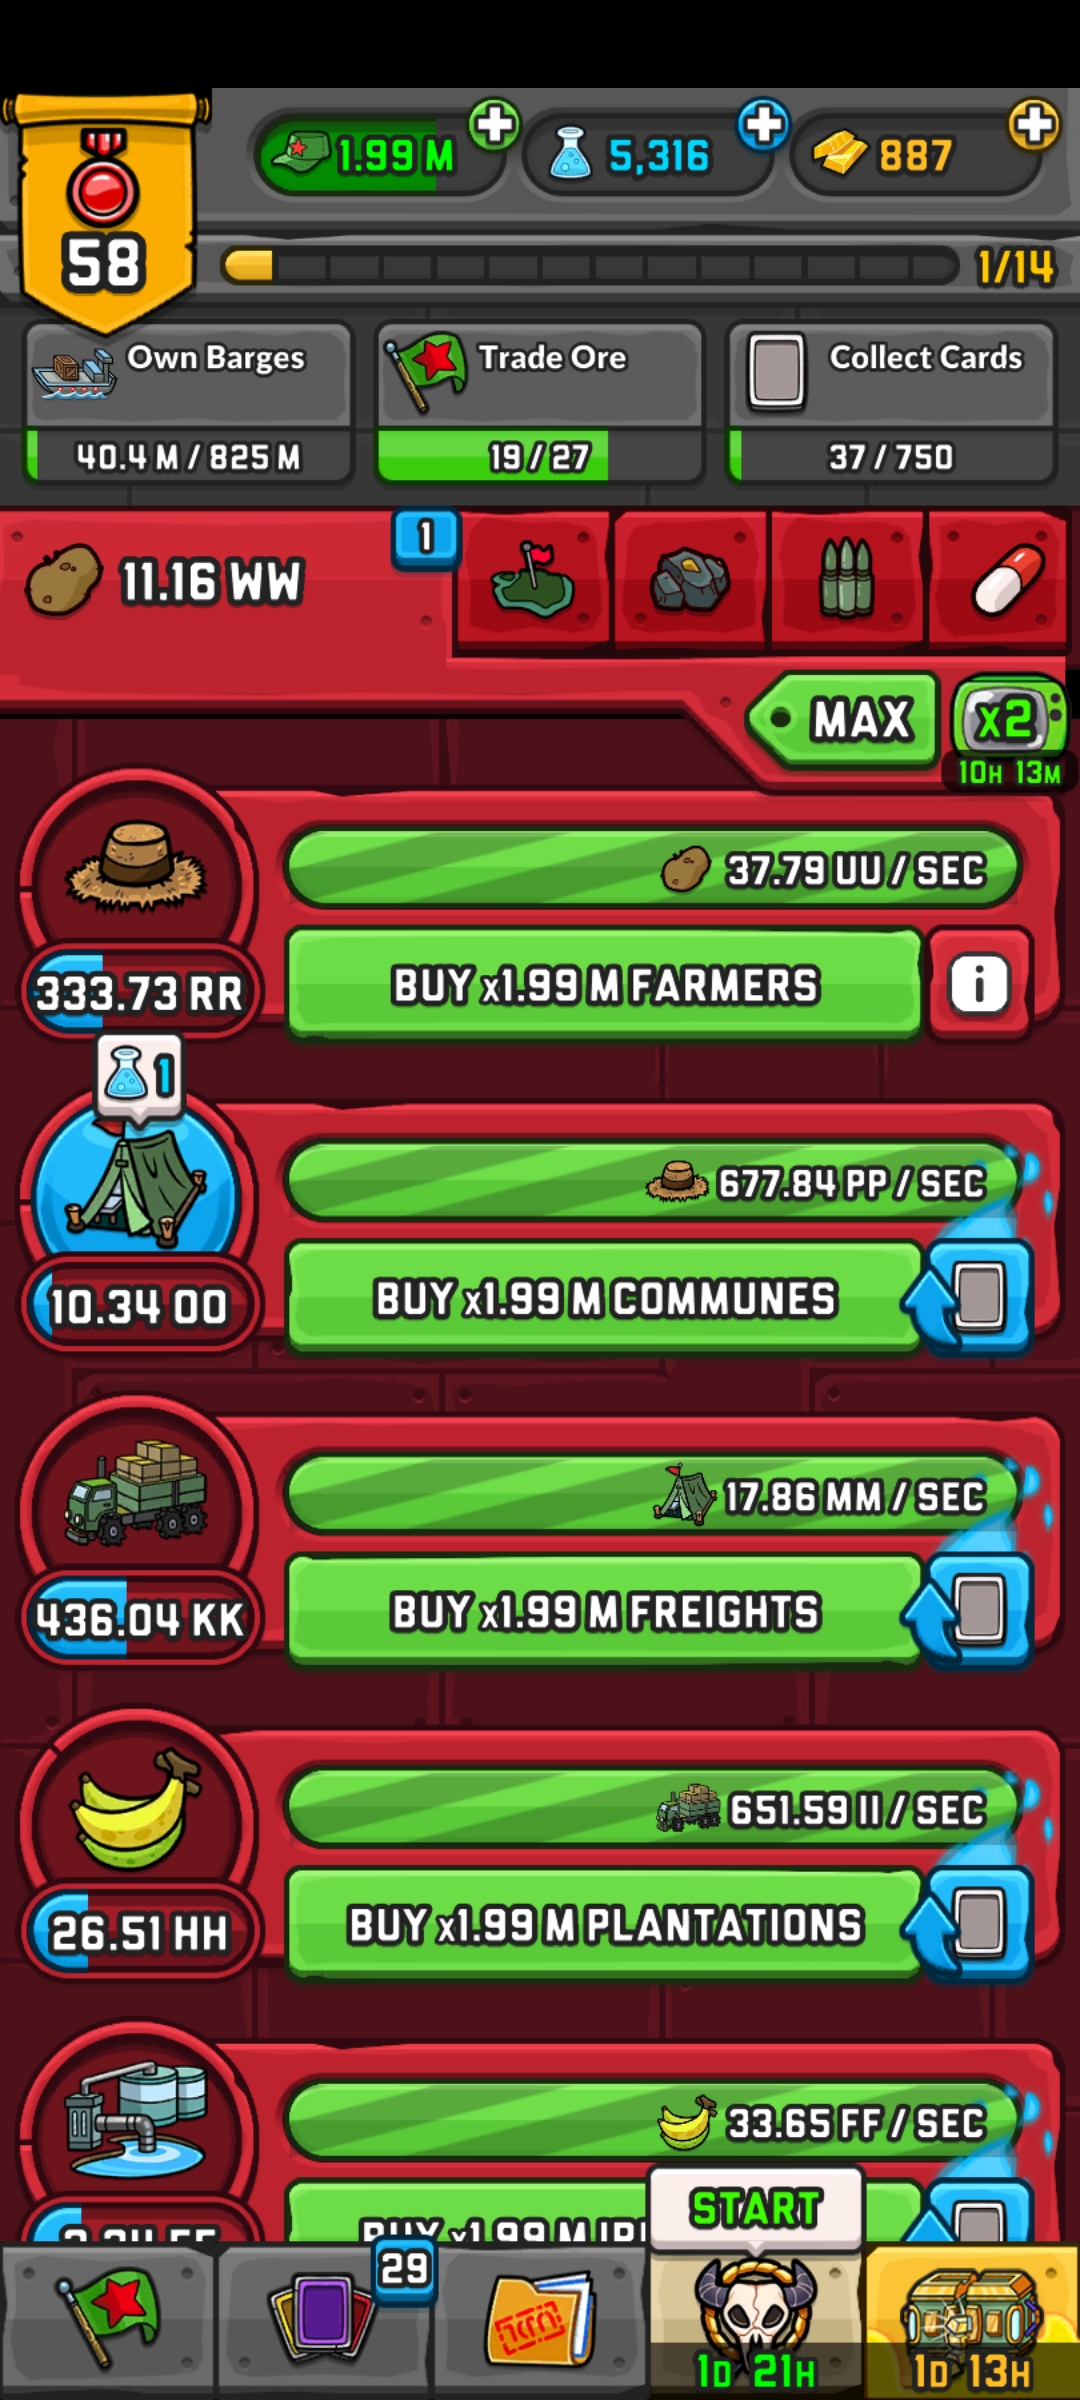 58
1.99 M
5,316
887
1/14
Own Barges
40.4 M / 825 M
Trade Ore
19 / 27
Collect Cards
37 / 750
11.16 WW
1
MAX
x2
10H 13M
37.79 UU / SEC
333.73 RR
BUY x1.99 M FARMERS
i
1
677.84 PP / SEC
10.34 OO
BUY x1.99 M COMMUNES
17.86 MM / SEC
436.04 KK
BUY x1.99 M FREIGHTS
651.59 II / SEC
26.51 HH
BUY x1.99 M PLANTATIONS
33.65 FF / SEC
BUY x1.99 M
START
29
1D 21H
1D 13H